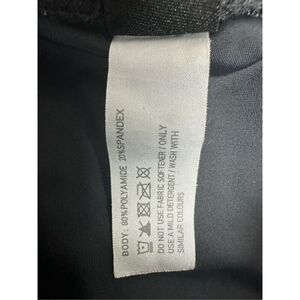 BODY: 80%POLYAMIDE 20%SPANDEX
DO NOT USE FABRIC SOFTENER / ONLY
USE A MILD DETERGENT / WASH WITH
SIMILAR COLOURS